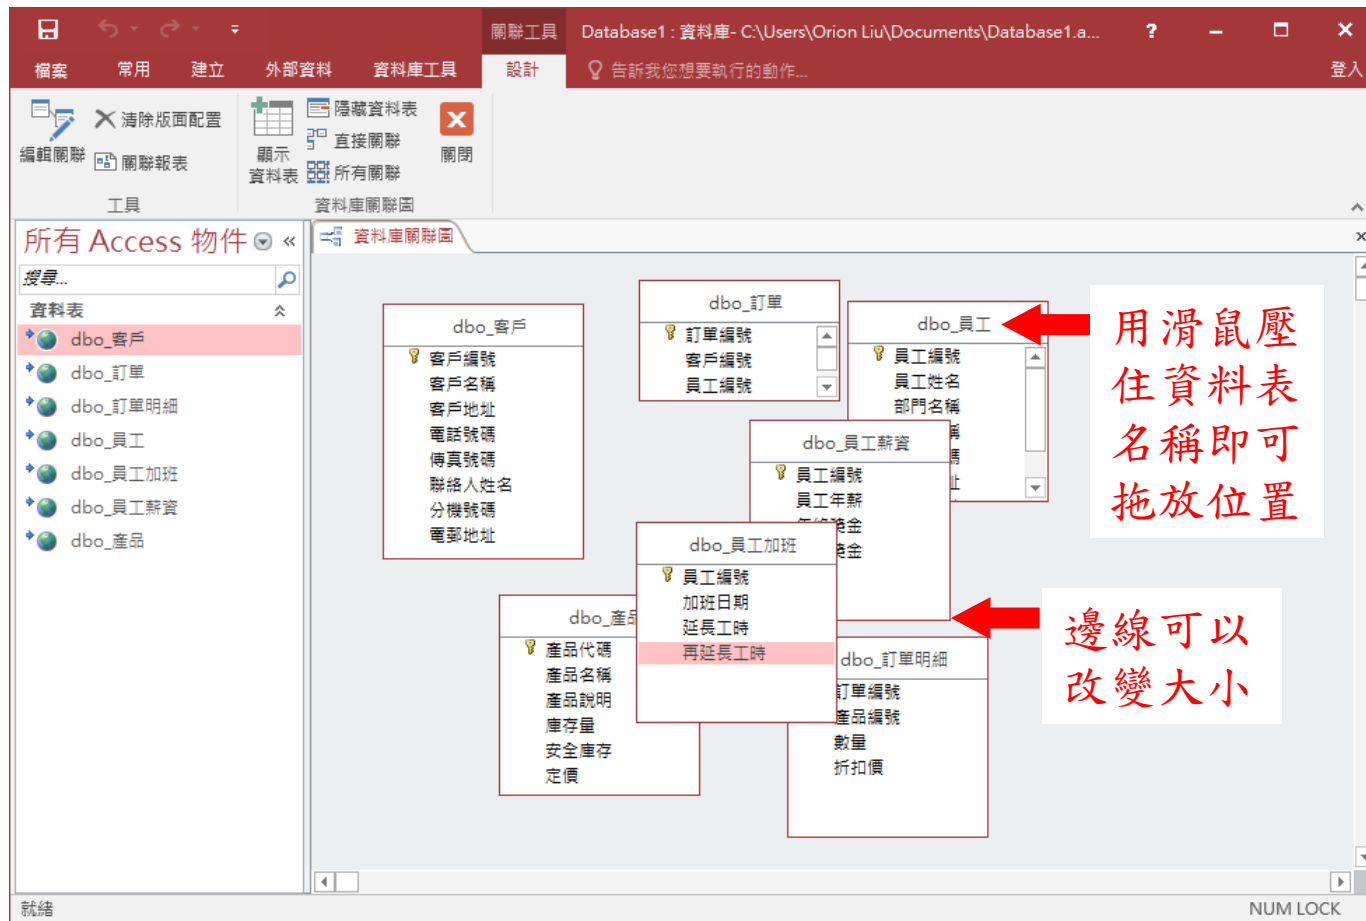 關聯工具
Database1 : 資料庫- C:\Users\Orion Liu\Documents\Database1.a...
?
檔案
常用
建立
外部資料
資料庫工具
設計
告訴我您想要執行的動作...
登入
編輯關聯
清除版面配置
關聯報表
工具
顯示
資料表
隱藏資料表
直接關聯
所有關聯
關閉
資料庫關聯圖
所有 Access 物件
搜尋...
資料表
dbo_客戶
dbo_訂單
dbo_訂單明細
dbo_員工
dbo_員工加班
dbo_員工薪資
dbo_產品
資料庫關聯圖
dbo_客戶
客戶編號
客戶名稱
客戶地址
電話號碼
傳真號碼
聯絡人姓名
分機號碼
電郵地址
dbo_訂單
訂單編號
客戶編號
員工編號
dbo_員工
員工編號
員工姓名
部門名稱
dbo_員工薪資
員工編號
員工年薪
dbo_員工加班
員工編號
加班日期
延長工時
再延長工時
dbo_產品
產品代碼
產品名稱
產品說明
庫存量
安全庫存
定價
dbo_訂單明細
訂單編號
產品編號
數量
折扣價
用滑鼠壓
住資料表
名稱即可
拖放位置
邊線可以
改變大小
就緒
NUM LOCK